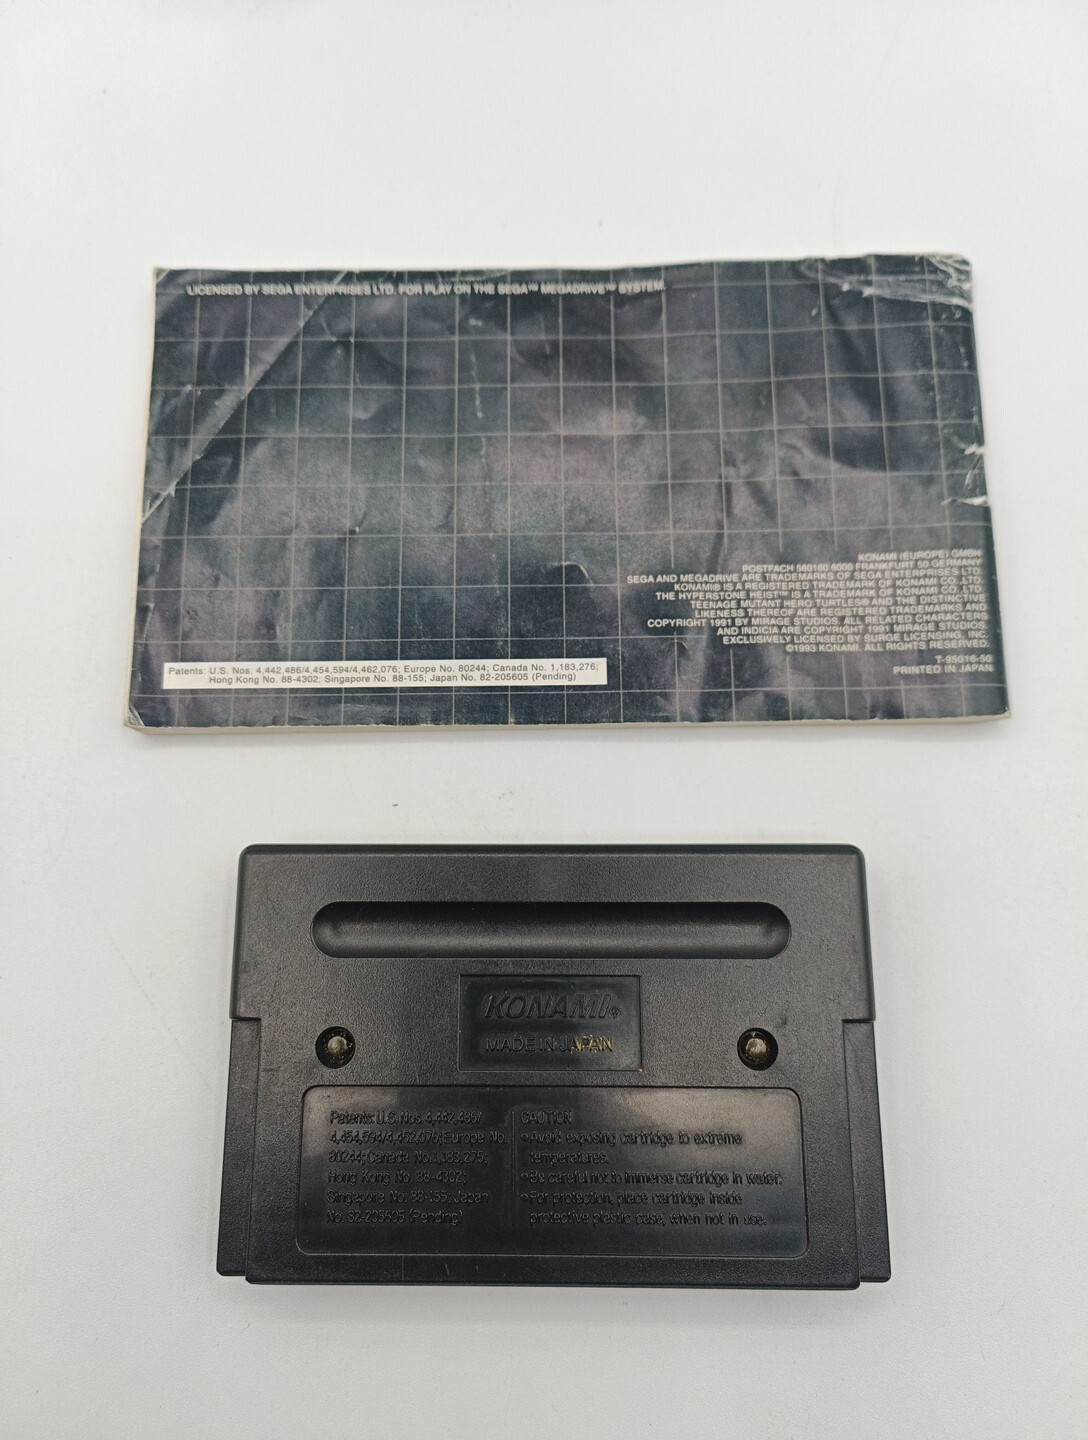 LICENSED BY SEGA ENTERPRISES LTD. FOR PLAY ON THE SEGA™ MEGADRIVE™ SYSTEM.
KONAMI (EUROPE) GMBH
POSTFACH 560180 6000 FRANKFURT 50 GERMANY
SEGA AND MEGADRIVE ARE TRADEMARKS OF SEGA ENTERPRISES LTD.
KONAMI® IS A REGISTERED TRADEMARK OF KONAMI CO., LTD.
THE HYPERSTONE HEIST™ IS A TRADEMARK OF KONAMI CO., LTD.
TEENAGE MUTANT HERO TURTLES® AND THE DISTINCTIVE
LIKENESS THEREOF ARE REGISTERED TRADEMARKS AND
COPYRIGHT 1991 BY MIRAGE STUDIOS. ALL RELATED CHARACTERS
AND INDICIA ARE COPYRIGHT 1991 MIRAGE STUDIOS.
EXCLUSIVELY LICENSED BY SURGE LICENSING, INC.
©1993 KONAMI. ALL RIGHTS RESERVED.
T-95016-50
PRINTED IN JAPAN
Patents: U.S. Nos. 4,442,486/4,454,594/4,462,076; Europe No. 80244; Canada No. 1,183,276;
Hong Kong No. 88-4302; Singapore No. 88-155; Japan No. 82-205605 (Pending)
KONAMI®
MADE IN JAPAN
Patents: U.S. Nos. 4,442,486/
4,454,594/4,462,076; Europe No.
80244; Canada No. 1,183,276;
Hong Kong No. 88-4302;
Singapore No. 88-155; Japan
No. 82-205605 (Pending)
CAUTION
•Avoid exposing cartridge to extreme
temperatures.
•Be careful not to immerse cartridge in water.
•For protection, place cartridge inside
protective plastic case, when not in use.